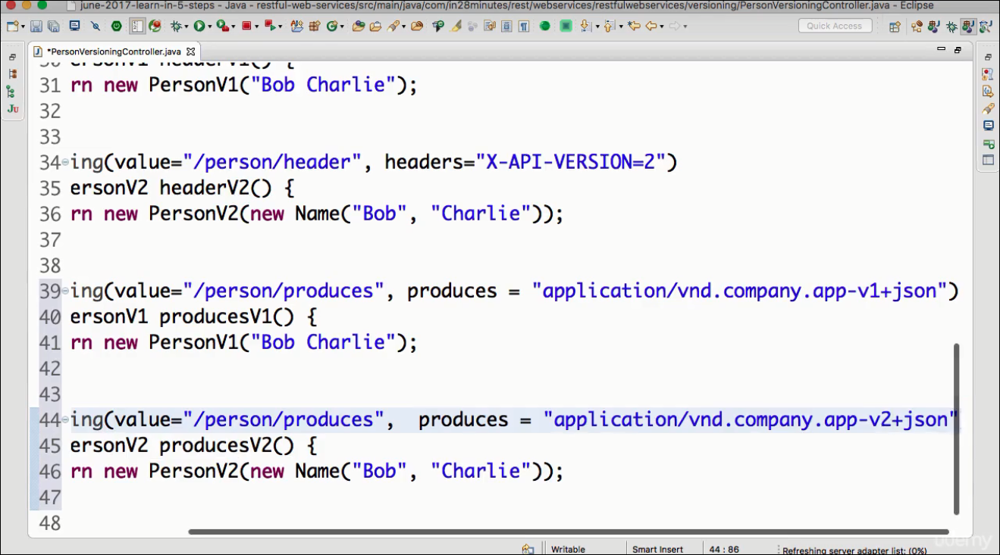 june-2017-learn-in-5-steps - Java - restful-web-services/src/main/java/com/in28minutes/rest/webservices/restfulwebservices/versioning/PersonVersioningController.java - Eclipse
Quick Access
*PersonVersioningController.java
30 ersonV1 headerV1() {
31 rn new PersonV1("Bob Charlie");
32
33
34 ing(value="/person/header", headers="X-API-VERSION=2")
35 ersonV2 headerV2() {
36 rn new PersonV2(new Name("Bob", "Charlie"));
37
38
39 ing(value="/person/produces", produces = "application/vnd.company.app-v1+json")
40 ersonV1 producesV1() {
41 rn new PersonV1("Bob Charlie");
42
43
44 ing(value="/person/produces",  produces = "application/vnd.company.app-v2+json"
45 ersonV2 producesV2() {
46 rn new PersonV2(new Name("Bob", "Charlie"));
47
48
Ju
Writable
Smart Insert
44 : 86
Refreshing server adapter list: (0%)
udemy